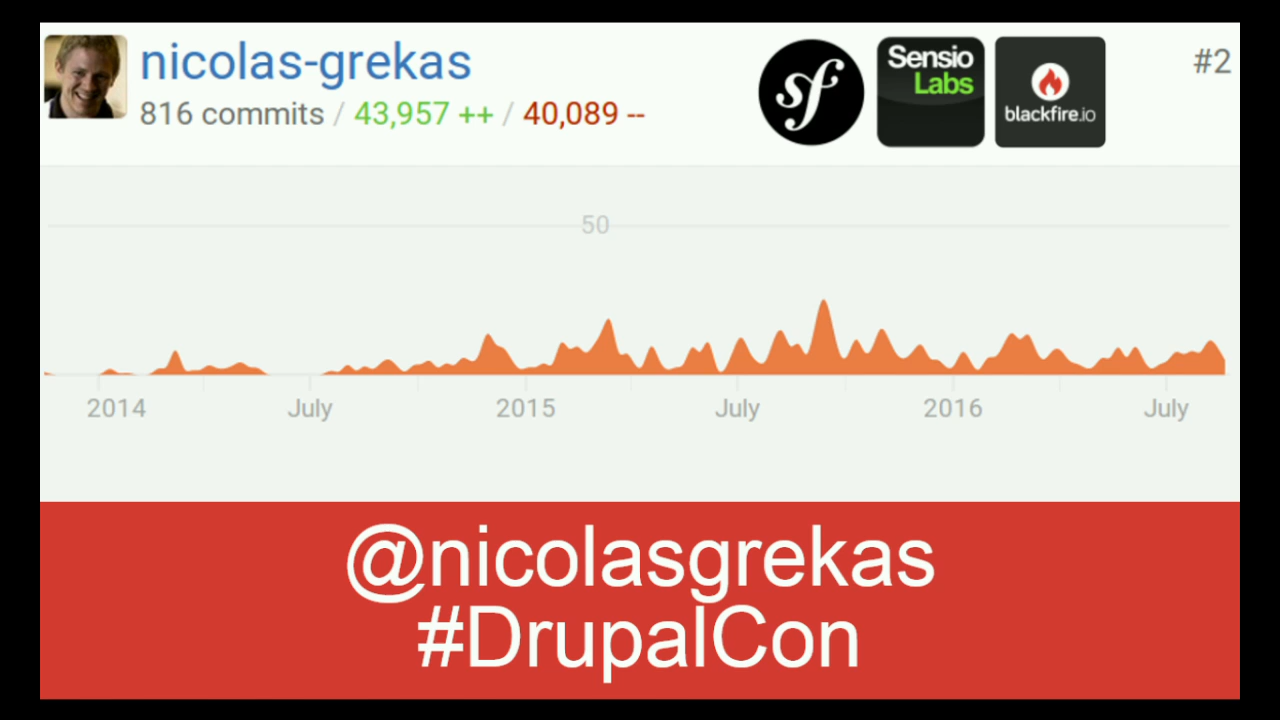 nicolas-grekas
816 commits / 43,957 ++ / 40,089 --
sf
Sensio
Labs
blackfire.io
#2
50
2014 July 2015 July 2016 July
@nicolasgrekas
#DrupalCon